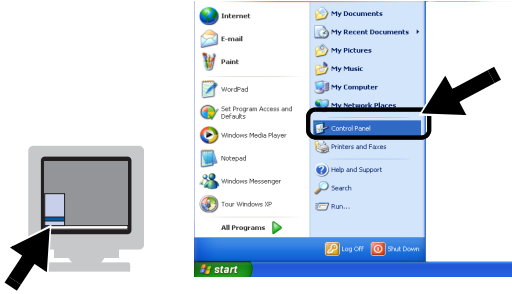 Internet
E-mail
Paint
WordPad
Set Program Access and
Defaults
Windows Media Player
Notepad
Windows Messenger
Tour Windows XP
All Programs
My Documents
My Recent Documents
My Pictures
My Music
My Computer
My Network Places
Control Panel
Printers and Faxes
Help and Support
Search
Run...
Log Off
Shut Down
start